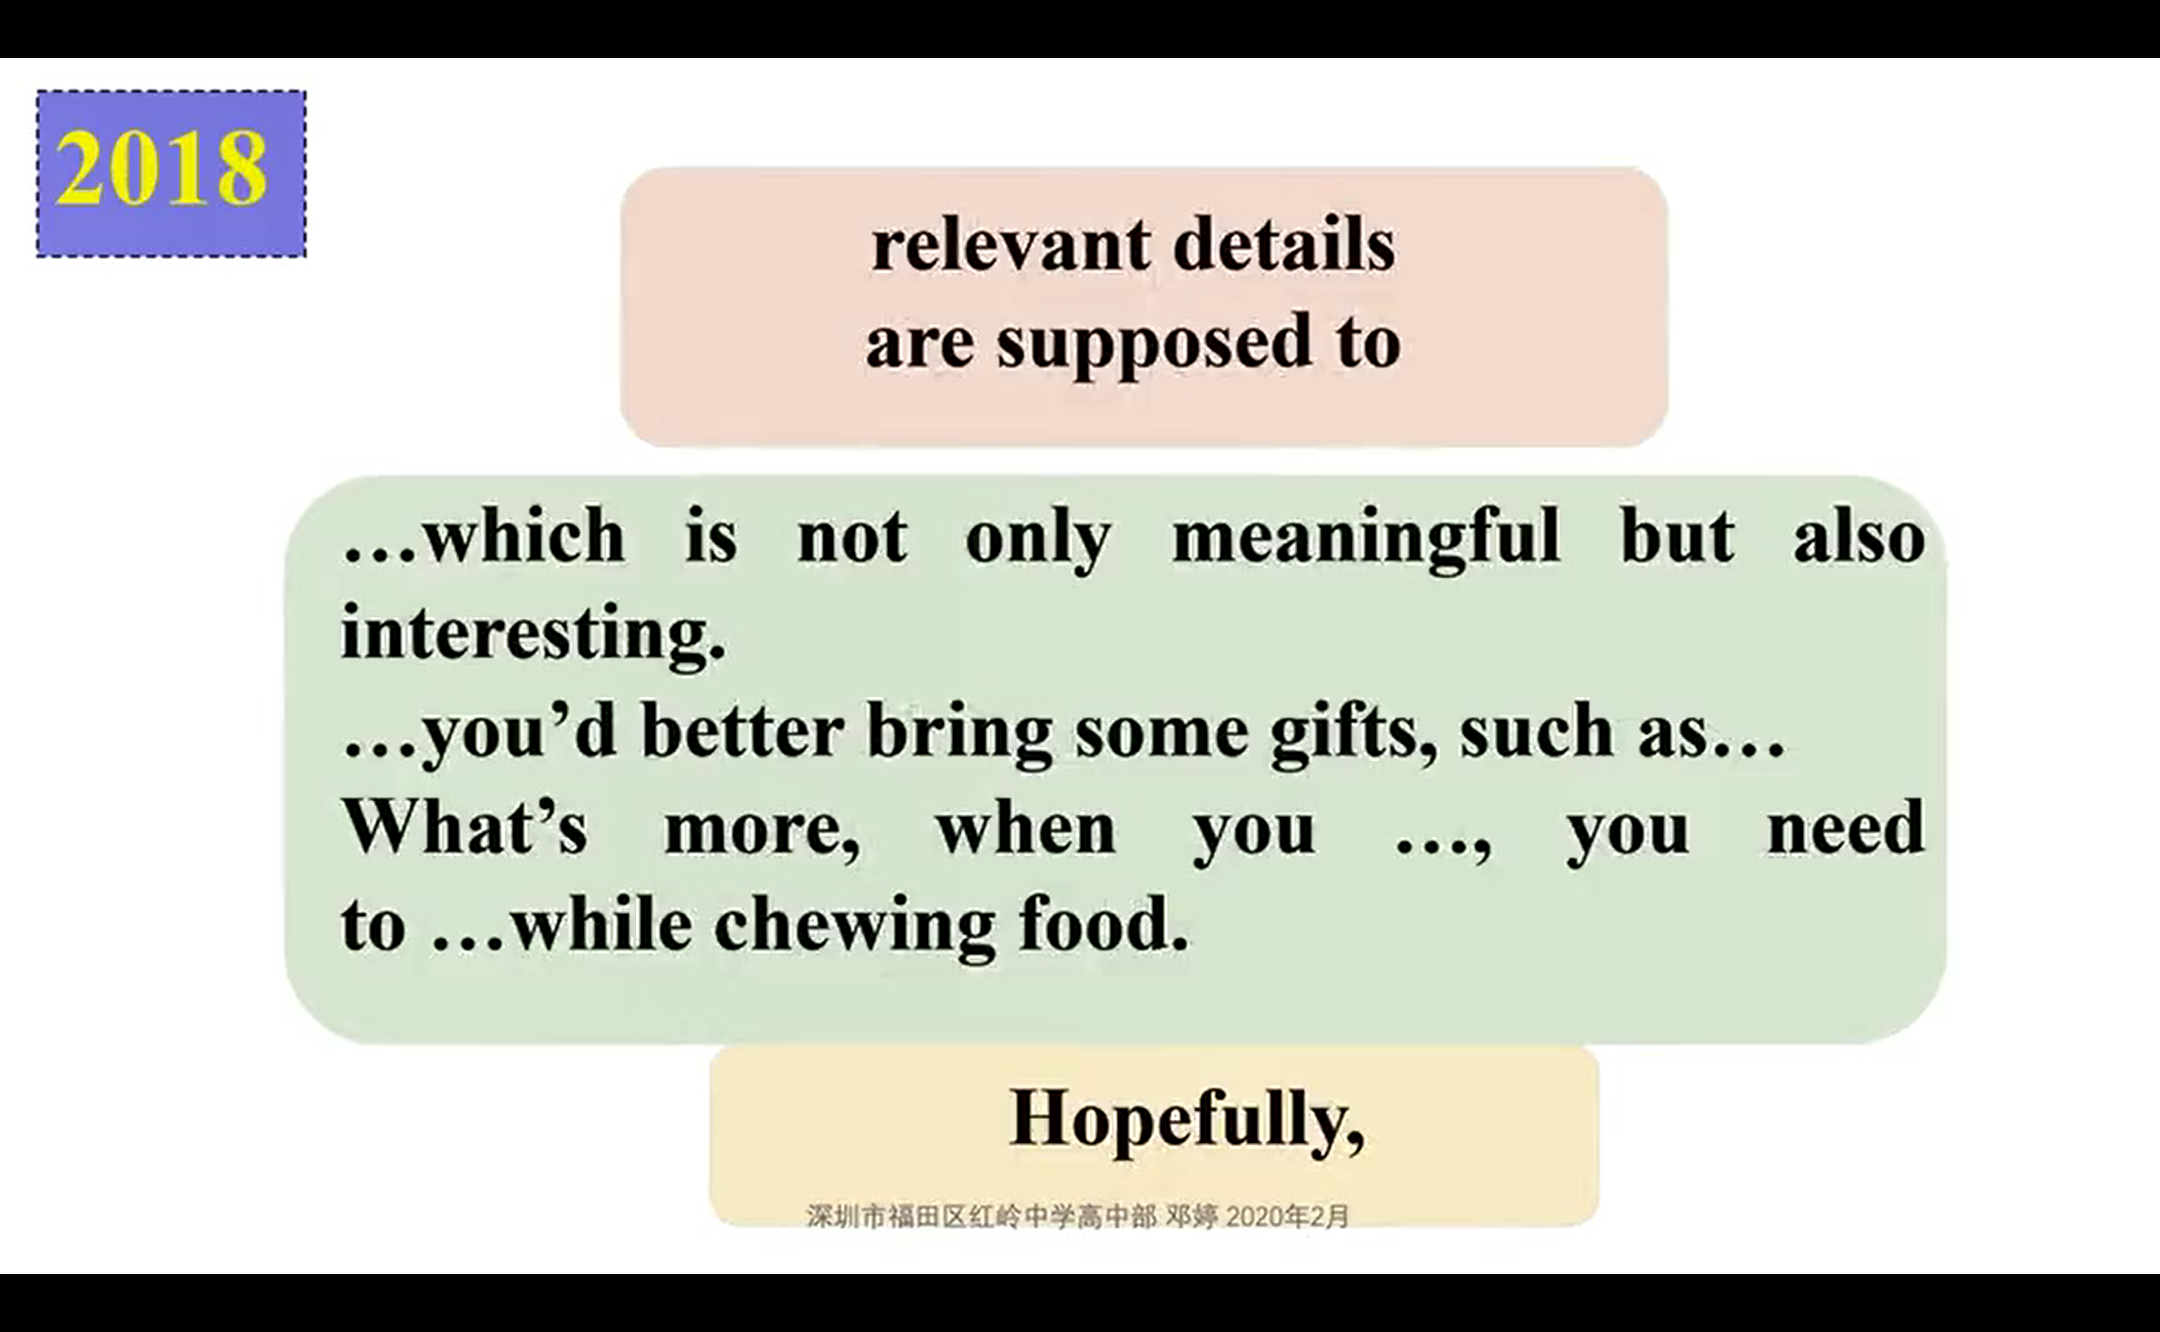 2018
relevant details
are supposed to
…which is not only meaningful but also
interesting.
…you’d better bring some gifts, such as…
What’s more, when you …, you need
to …while chewing food.
Hopefully,
深圳市福田区红岭中学高中部 邓婷 2020年2月